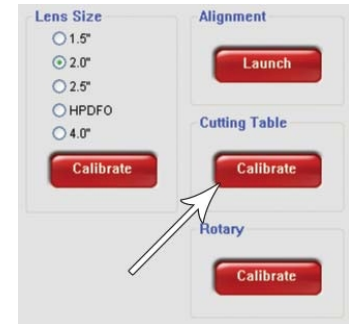 Lens Size
1.5"
2.0"
2.5"
HPDFO
4.0"
Calibrate
Alignment
Launch
Cutting Table
Calibrate
Rotary
Calibrate